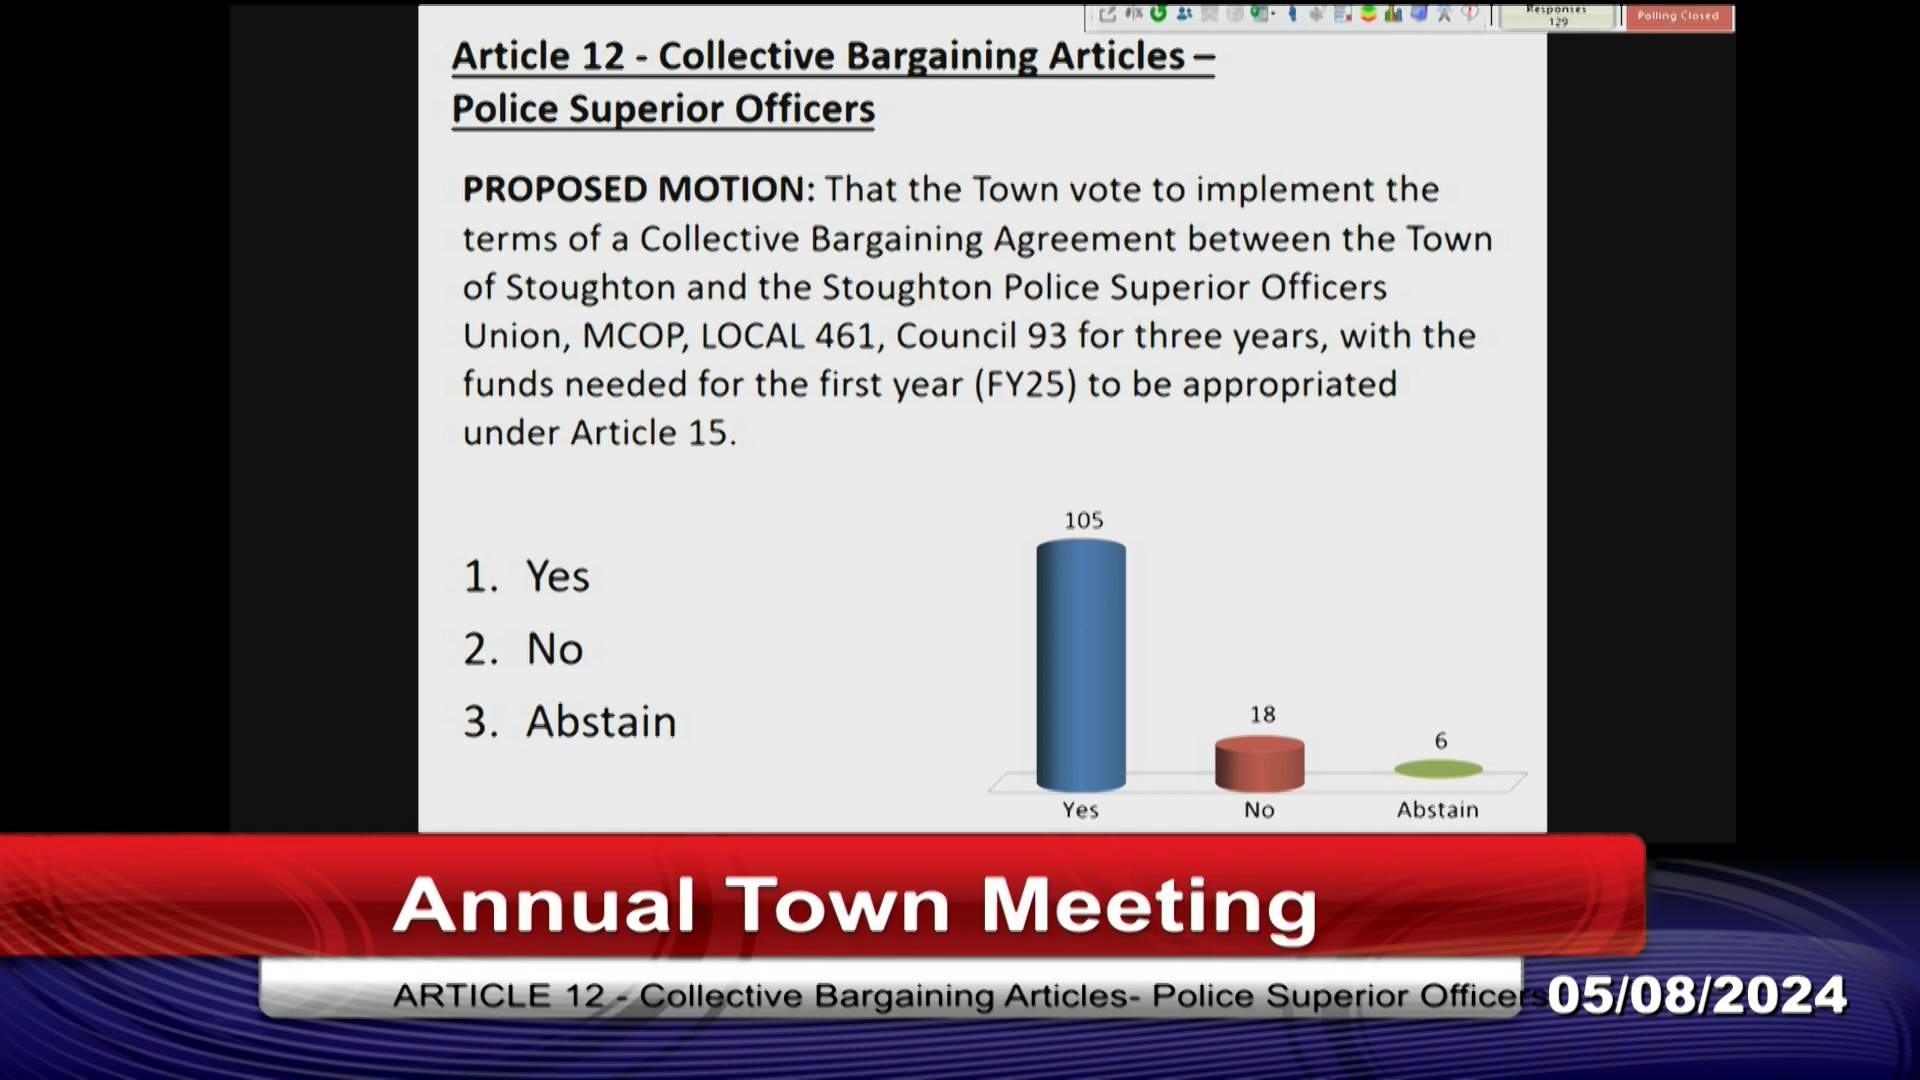 Responses
129
Polling Closed
Article 12 - Collective Bargaining Articles –
Police Superior Officers
PROPOSED MOTION: That the Town vote to implement the
terms of a Collective Bargaining Agreement between the Town
of Stoughton and the Stoughton Police Superior Officers
Union, MCOP, LOCAL 461, Council 93 for three years, with the
funds needed for the first year (FY25) to be appropriated
under Article 15.
1. Yes
2. No
3. Abstain
105
18
6
Yes
No
Abstain
Annual Town Meeting
ARTICLE 12 - Collective Bargaining Articles- Police Superior Officers
05/08/2024